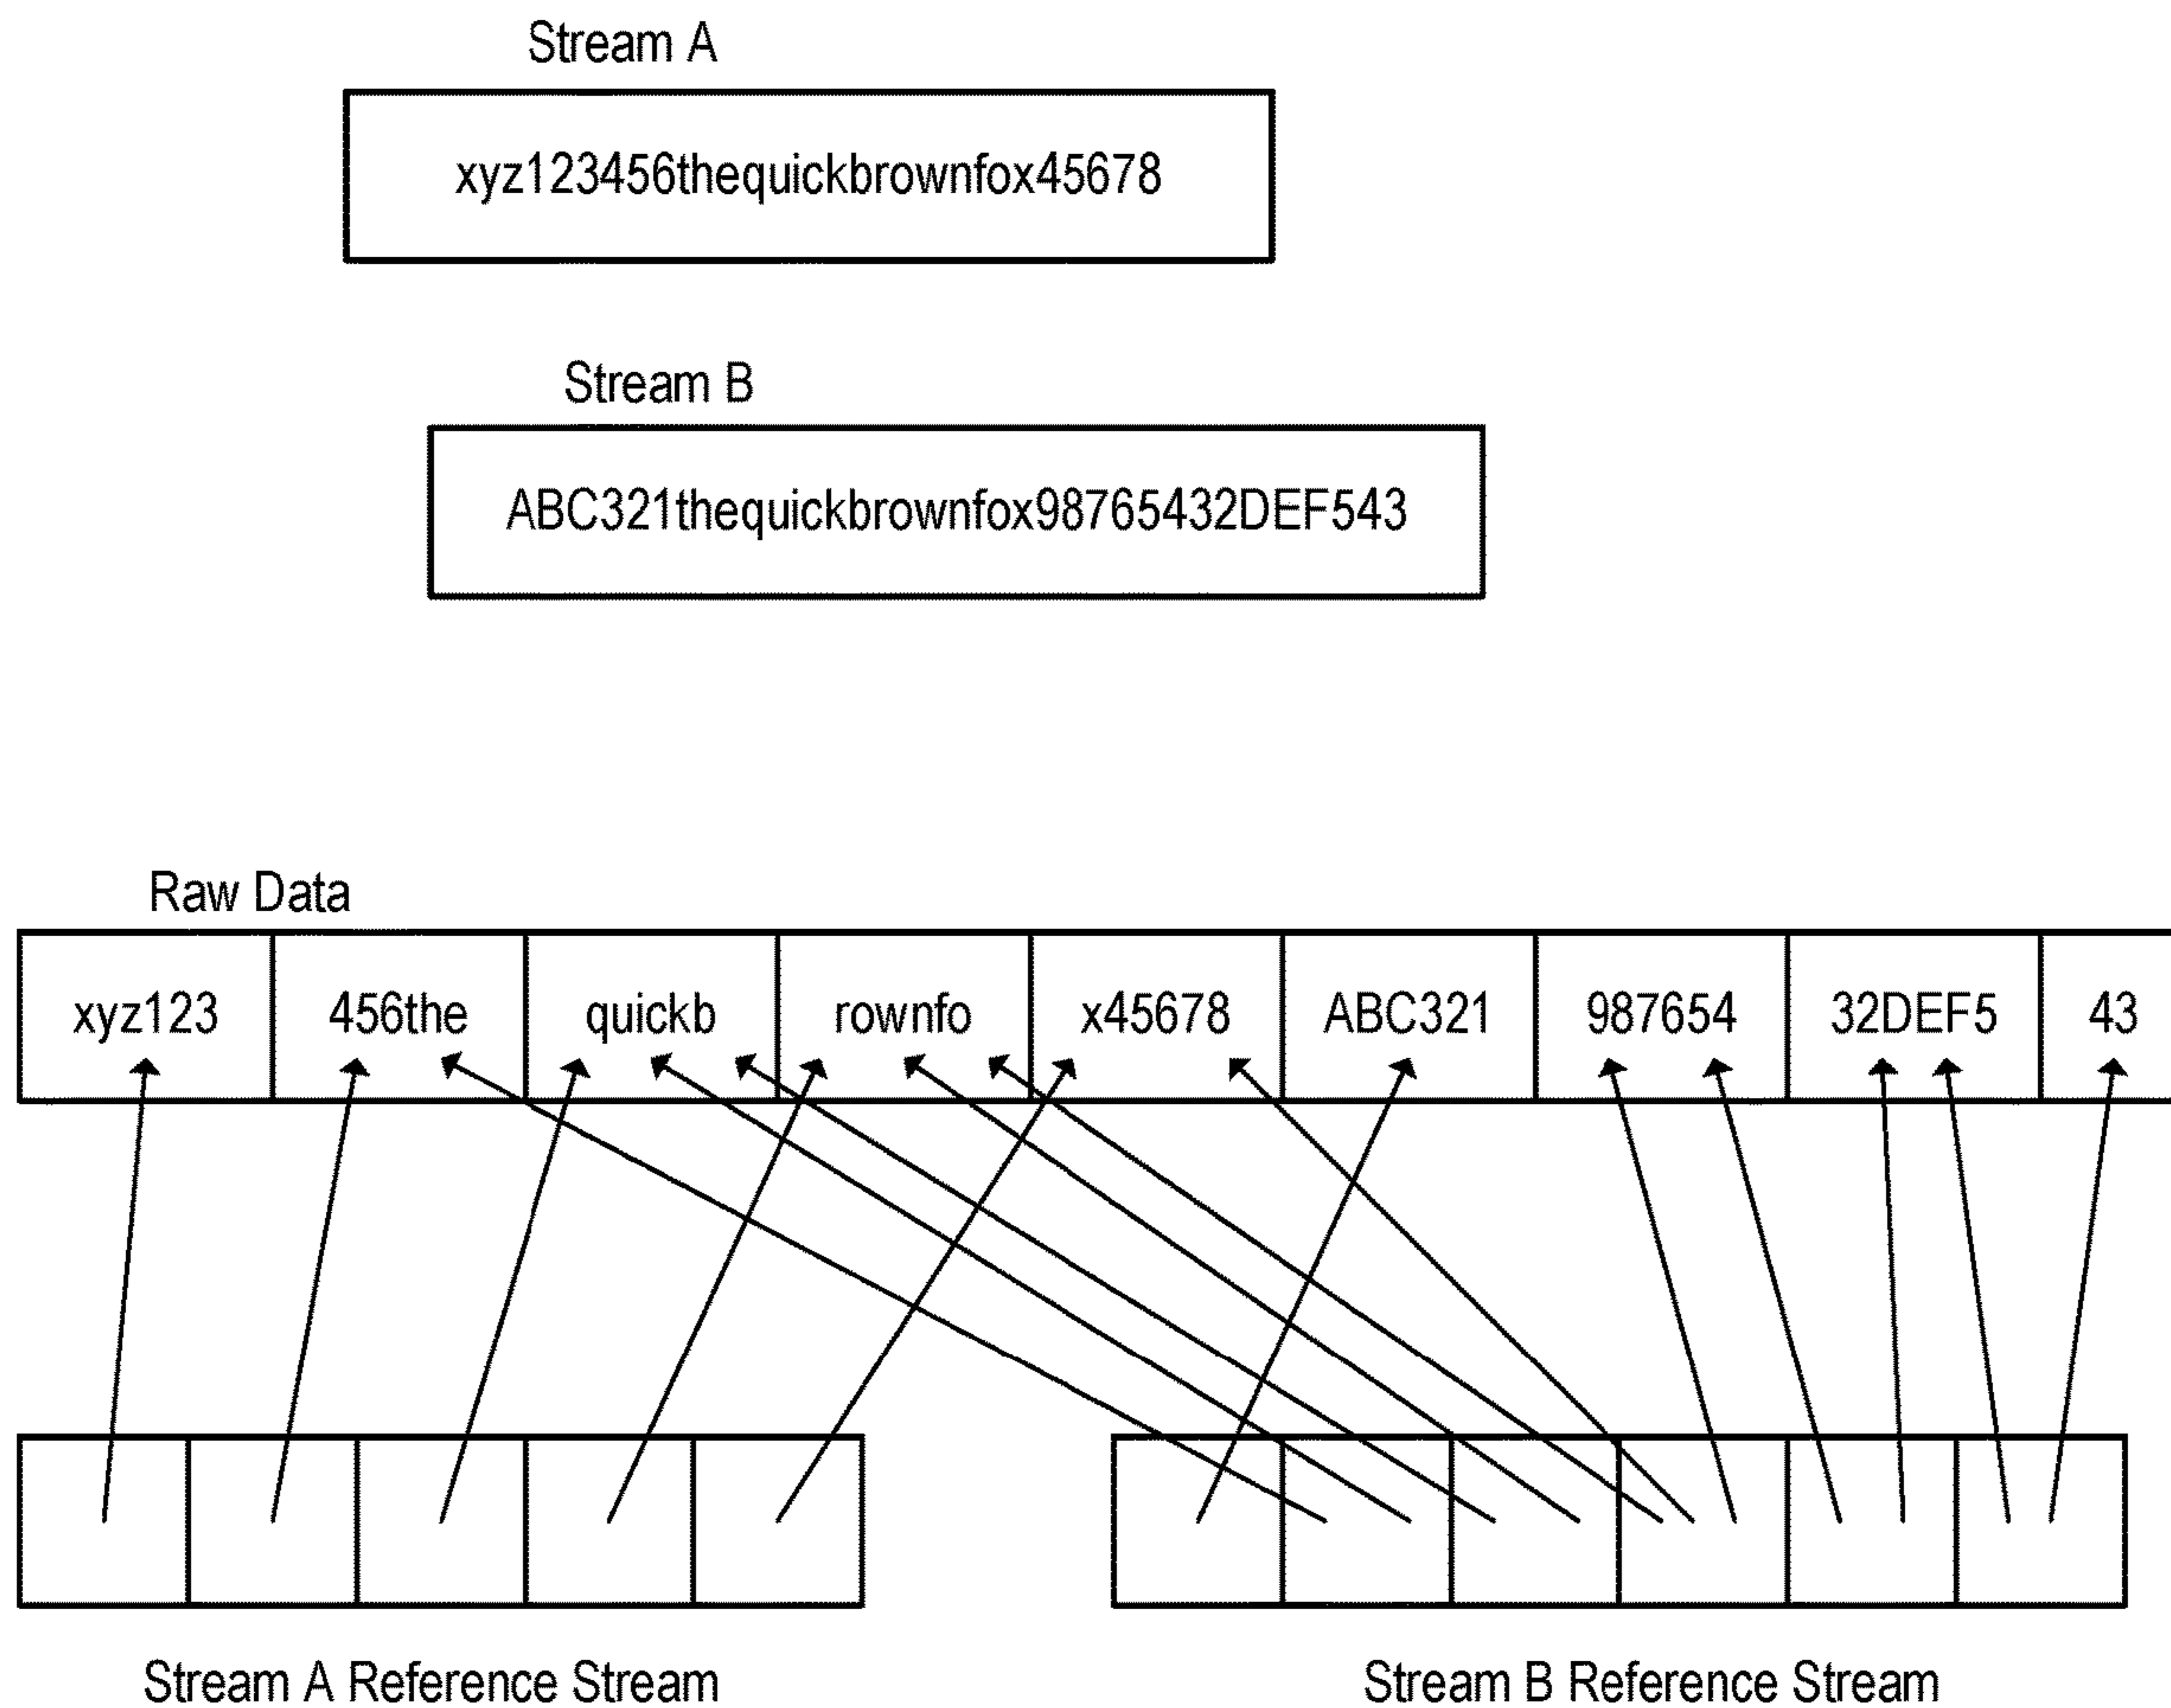 Stream A
xyz123456thequickbrownfox45678
Stream B
ABC321thequickbrownfox98765432DEF543
Raw Data
xyz123 456the quickb rownfo x45678 ABC321 987654 32DEF5 43
Stream A Reference Stream Stream B Reference Stream